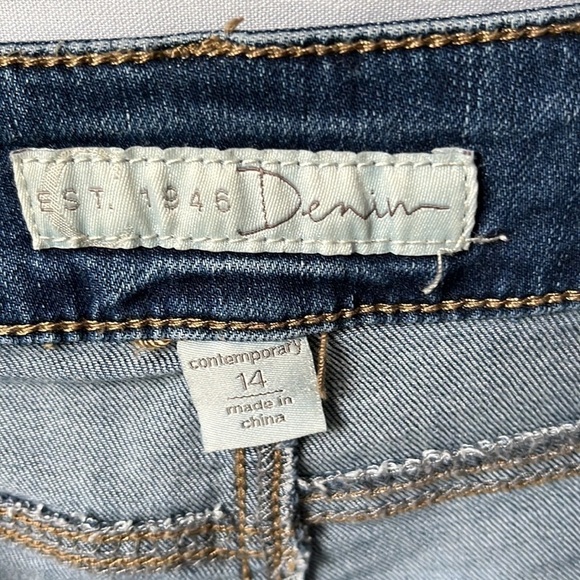 EST. 1946 Denim
contemporary
14
made in
china